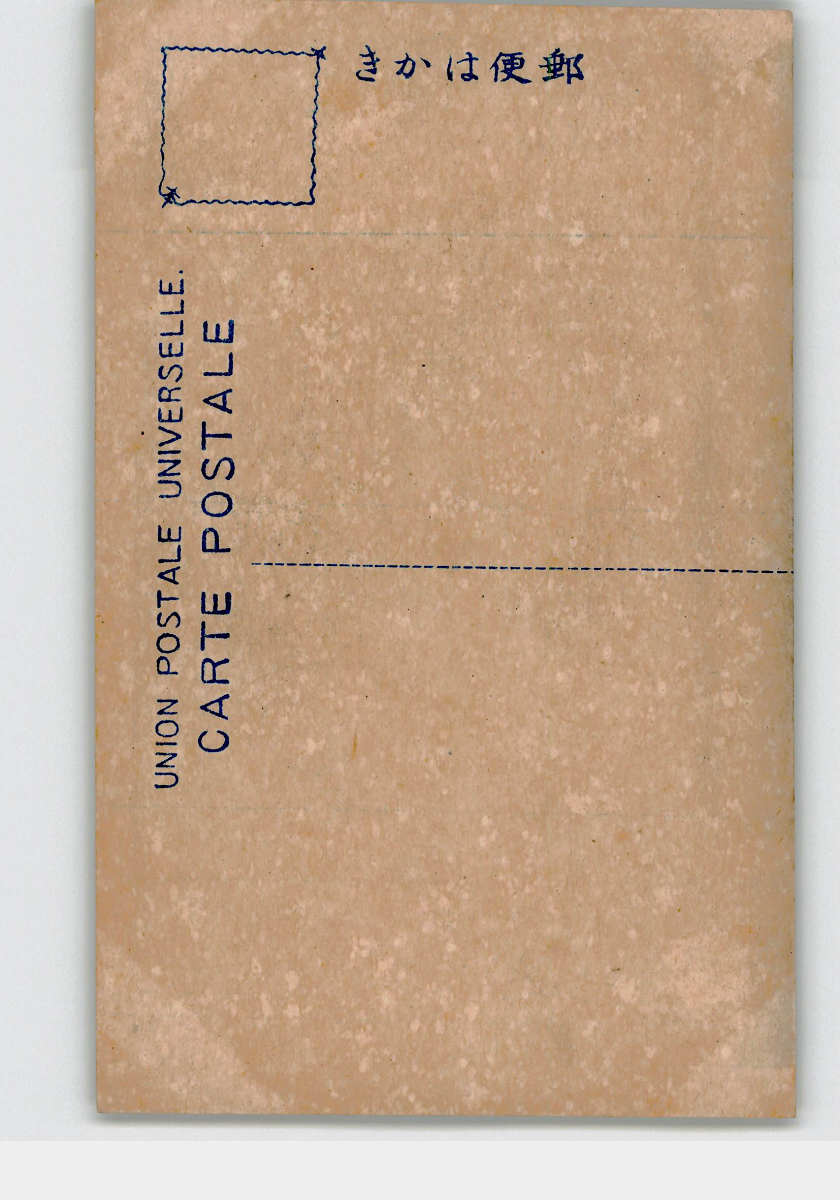 きかは便郵
UNION POSTALE UNIVERSELLE.
CARTE POSTALE